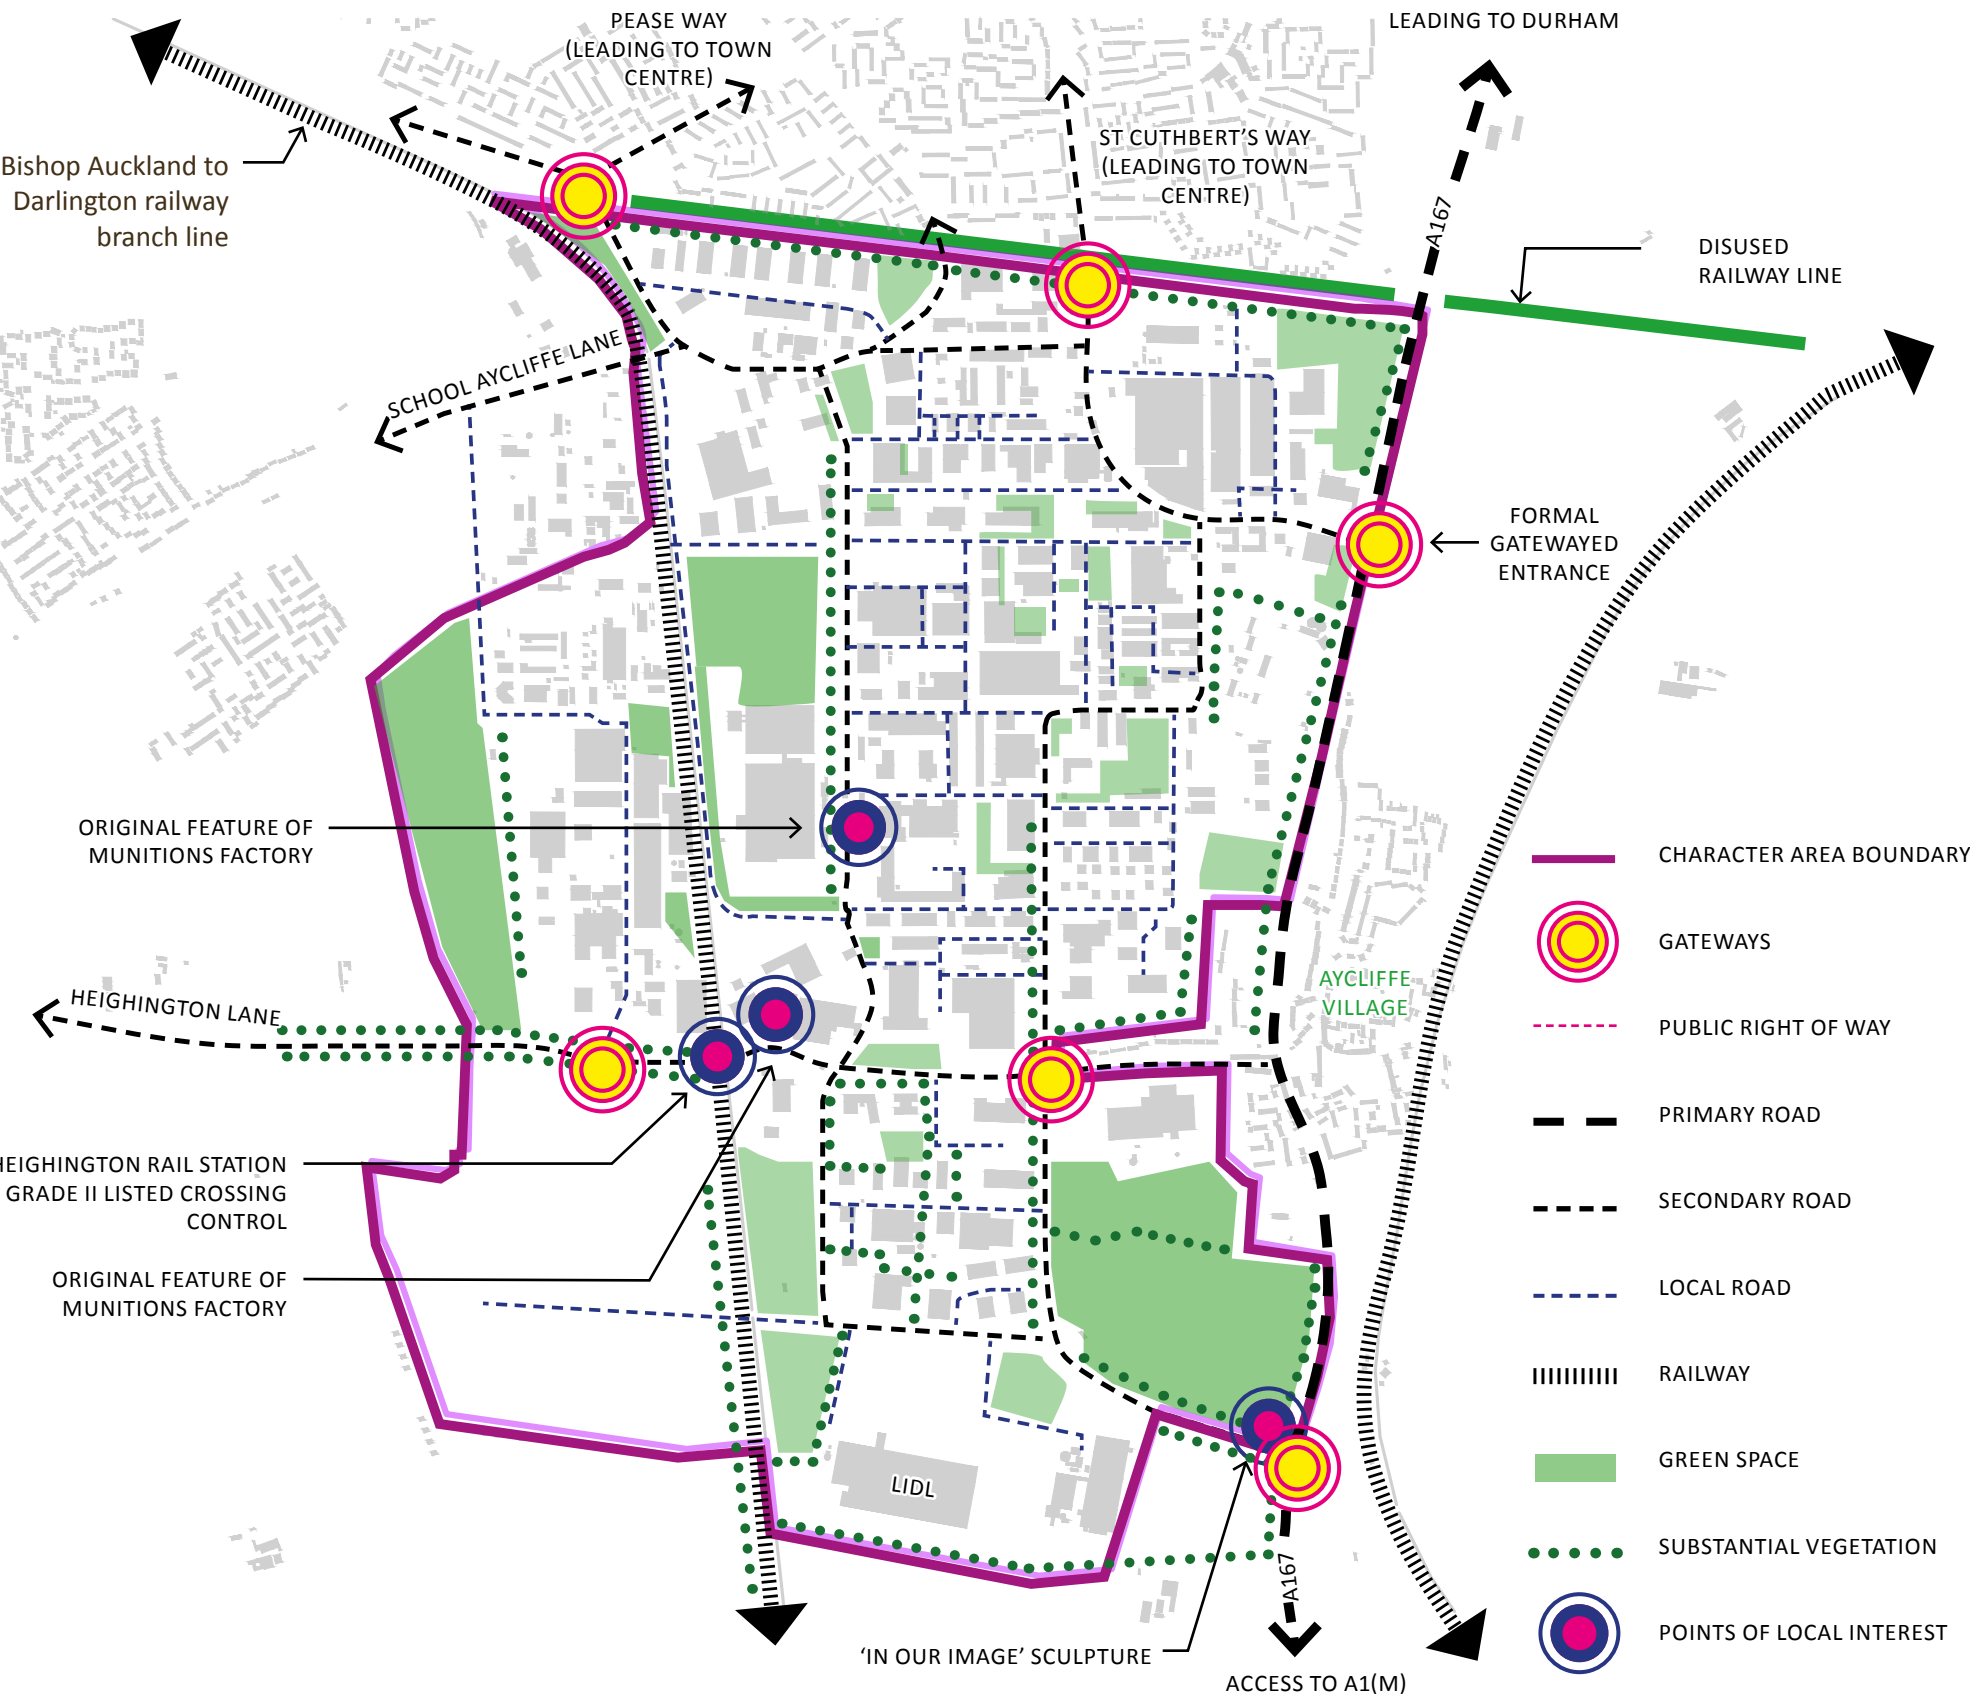 PEASE WAY
(LEADING TO TOWN
CENTRE)
LEADING TO DURHAM
ST CUTHBERT'S WAY
(LEADING TO TOWN
CENTRE)
Bishop Auckland to
Darlington railway
branch line
A167
DISUSED
RAILWAY LINE
SCHOOL AYCLIFFE LANE
FORMAL
GATEWAYED
ENTRANCE
ORIGINAL FEATURE OF
MUNITIONS FACTORY
AYCLIFFE
VILLAGE
HEIGHINGTON LANE
HEIGHINGTON RAIL STATION
GRADE II LISTED CROSSING
CONTROL
ORIGINAL FEATURE OF
MUNITIONS FACTORY
LIDL
A167
'IN OUR IMAGE' SCULPTURE
ACCESS TO A1(M)
CHARACTER AREA BOUNDARY
GATEWAYS
PUBLIC RIGHT OF WAY
PRIMARY ROAD
SECONDARY ROAD
LOCAL ROAD
RAILWAY
GREEN SPACE
SUBSTANTIAL VEGETATION
POINTS OF LOCAL INTEREST